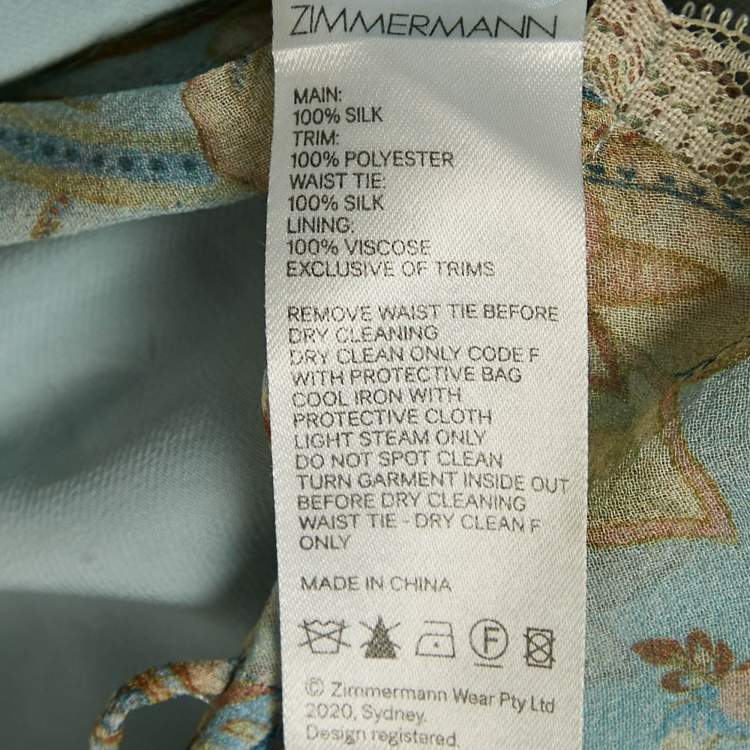 ZIMMERMANN
MAIN:
100% SILK
TRIM:
100% POLYESTER
WAIST TIE:
100% SILK
LINING:
100% VISCOSE
EXCLUSIVE OF TRIMS
REMOVE WAIST TIE BEFORE
DRY CLEANING
DRY CLEAN ONLY CODE F
WITH PROTECTIVE BAG
COOL IRON WITH
PROTECTIVE CLOTH
LIGHT STEAM ONLY
DO NOT SPOT CLEAN
TURN GARMENT INSIDE OUT
BEFORE DRY CLEANING
WAIST TIE - DRY CLEAN F
ONLY
MADE IN CHINA
F
© Zimmermann Wear Pty Ltd
2020, Sydney.
Design registered.